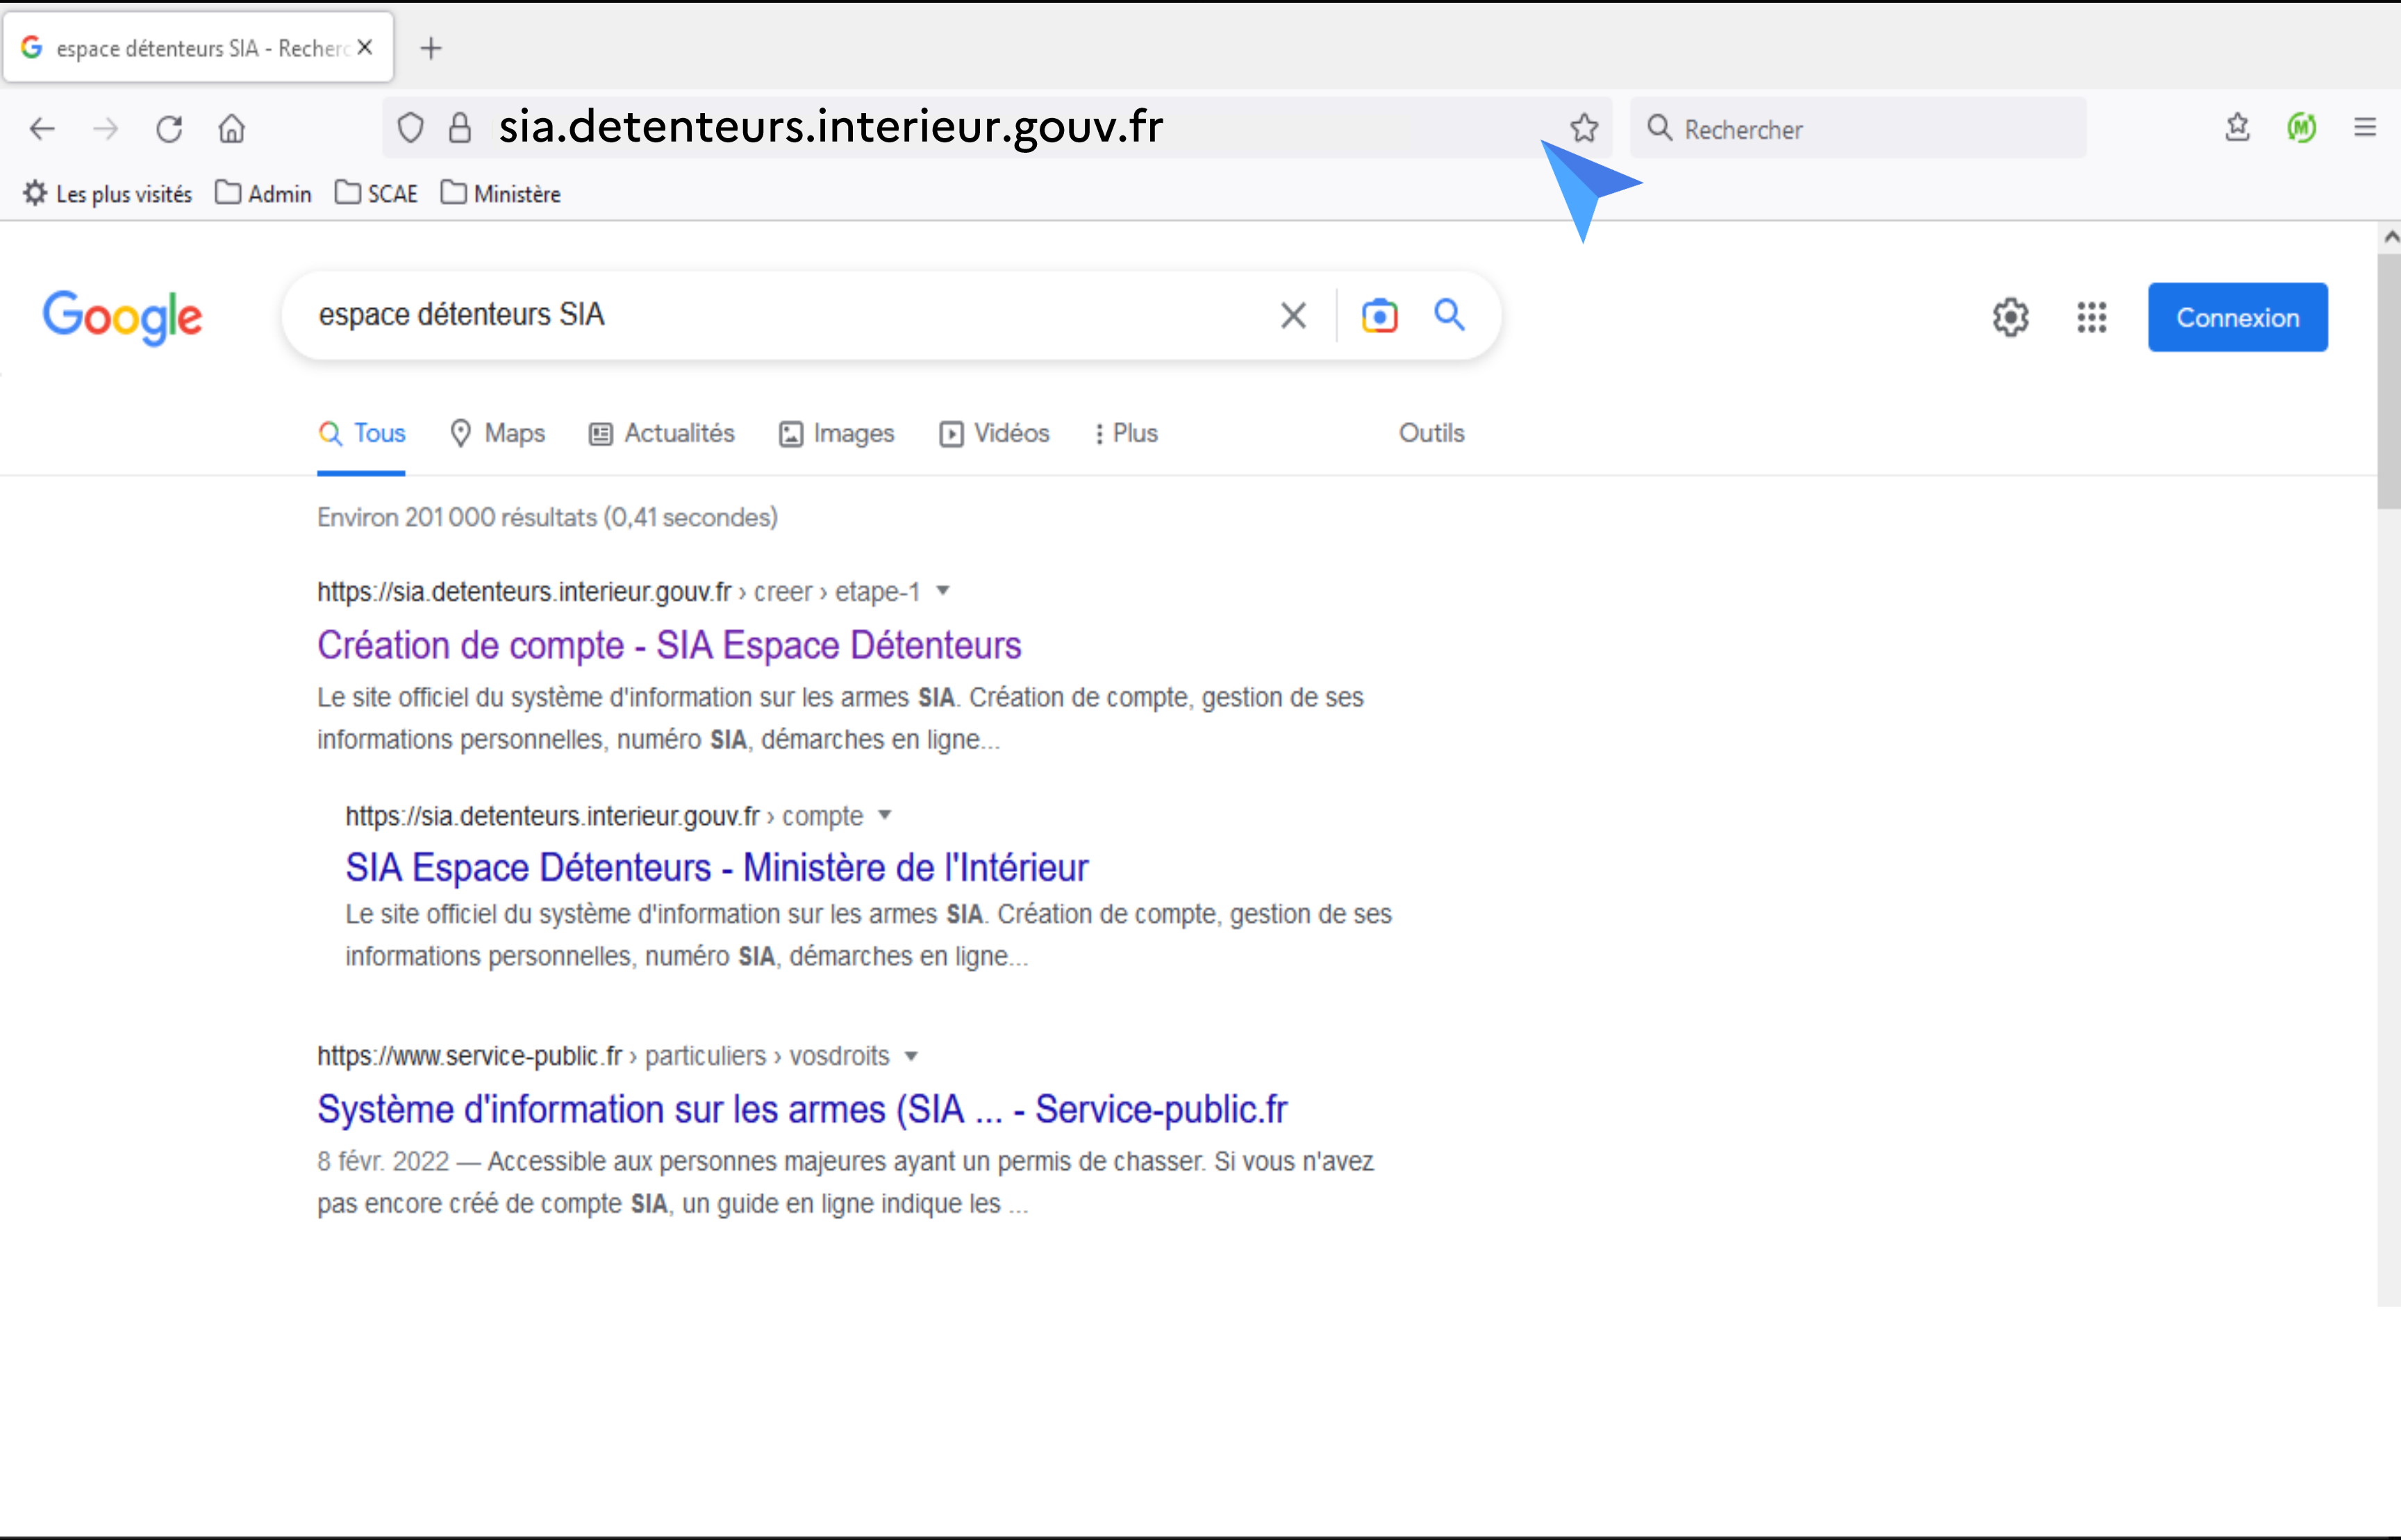 espace détenteurs SIA - Recherc
sia.detenteurs.interieur.gouv.fr
Rechercher
Les plus visités Admin SCAE Ministère
Google
espace détenteurs SIA
Connexion
Tous Maps Actualités Images Vidéos Plus Outils
Environ 201 000 résultats (0,41 secondes)
https://sia.detenteurs.interieur.gouv.fr › creer › etape-1
Création de compte - SIA Espace Détenteurs
Le site officiel du système d'information sur les armes SIA. Création de compte, gestion de ses
informations personnelles, numéro SIA, démarches en ligne...
https://sia.detenteurs.interieur.gouv.fr › compte
SIA Espace Détenteurs - Ministère de l'Intérieur
Le site officiel du système d'information sur les armes SIA. Création de compte, gestion de ses
informations personnelles, numéro SIA, démarches en ligne...
https://www.service-public.fr › particuliers › vosdroits
Système d'information sur les armes (SIA ... - Service-public.fr
8 févr. 2022 — Accessible aux personnes majeures ayant un permis de chasser. Si vous n'avez
pas encore créé de compte SIA, un guide en ligne indique les ...